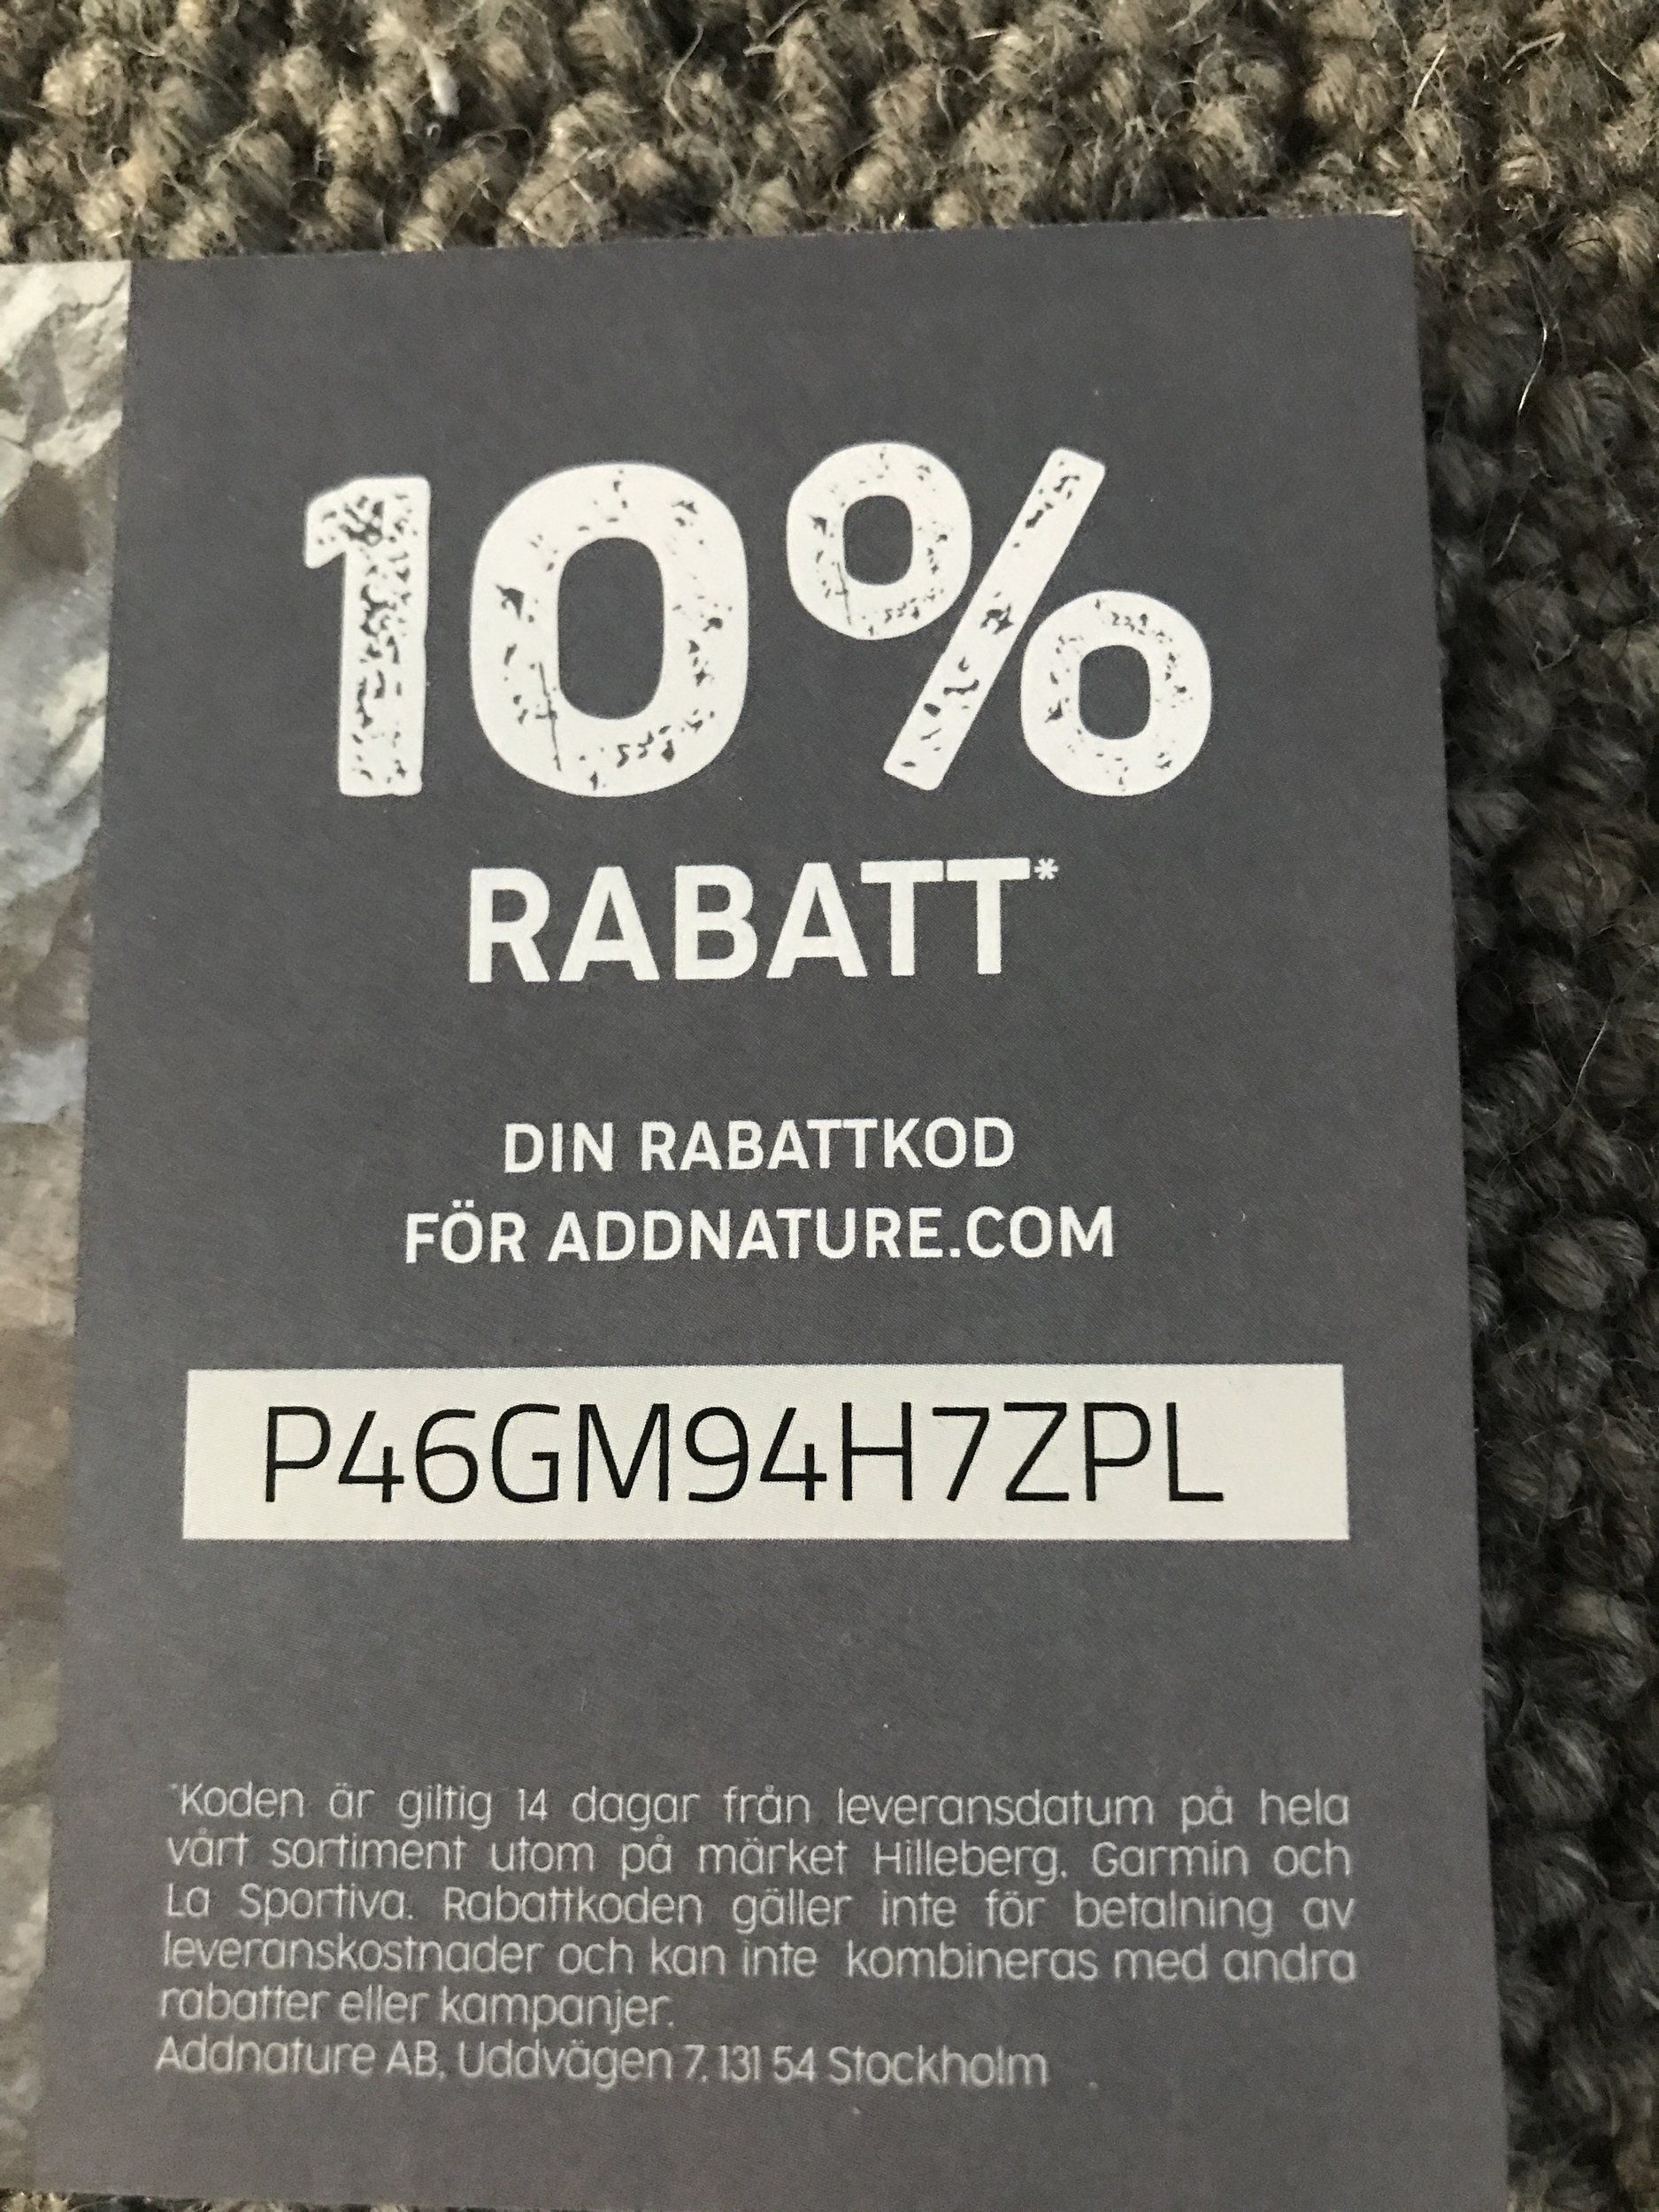 10%
RABATT*
DIN RABATTKOD
FÖR ADDNATURE.COM
P46GM94H7ZPL
*Koden är giltig 14 dagar från leveransdatum på hela
vårt sortiment utom på märket Hilleberg, Garmin och
La Sportiva. Rabattkoden gäller inte för betalning av
leveranskostnader och kan inte kombineras med andra
rabatter eller kampanjer.
Addnature AB, Uddvägen 7, 131 54 Stockholm